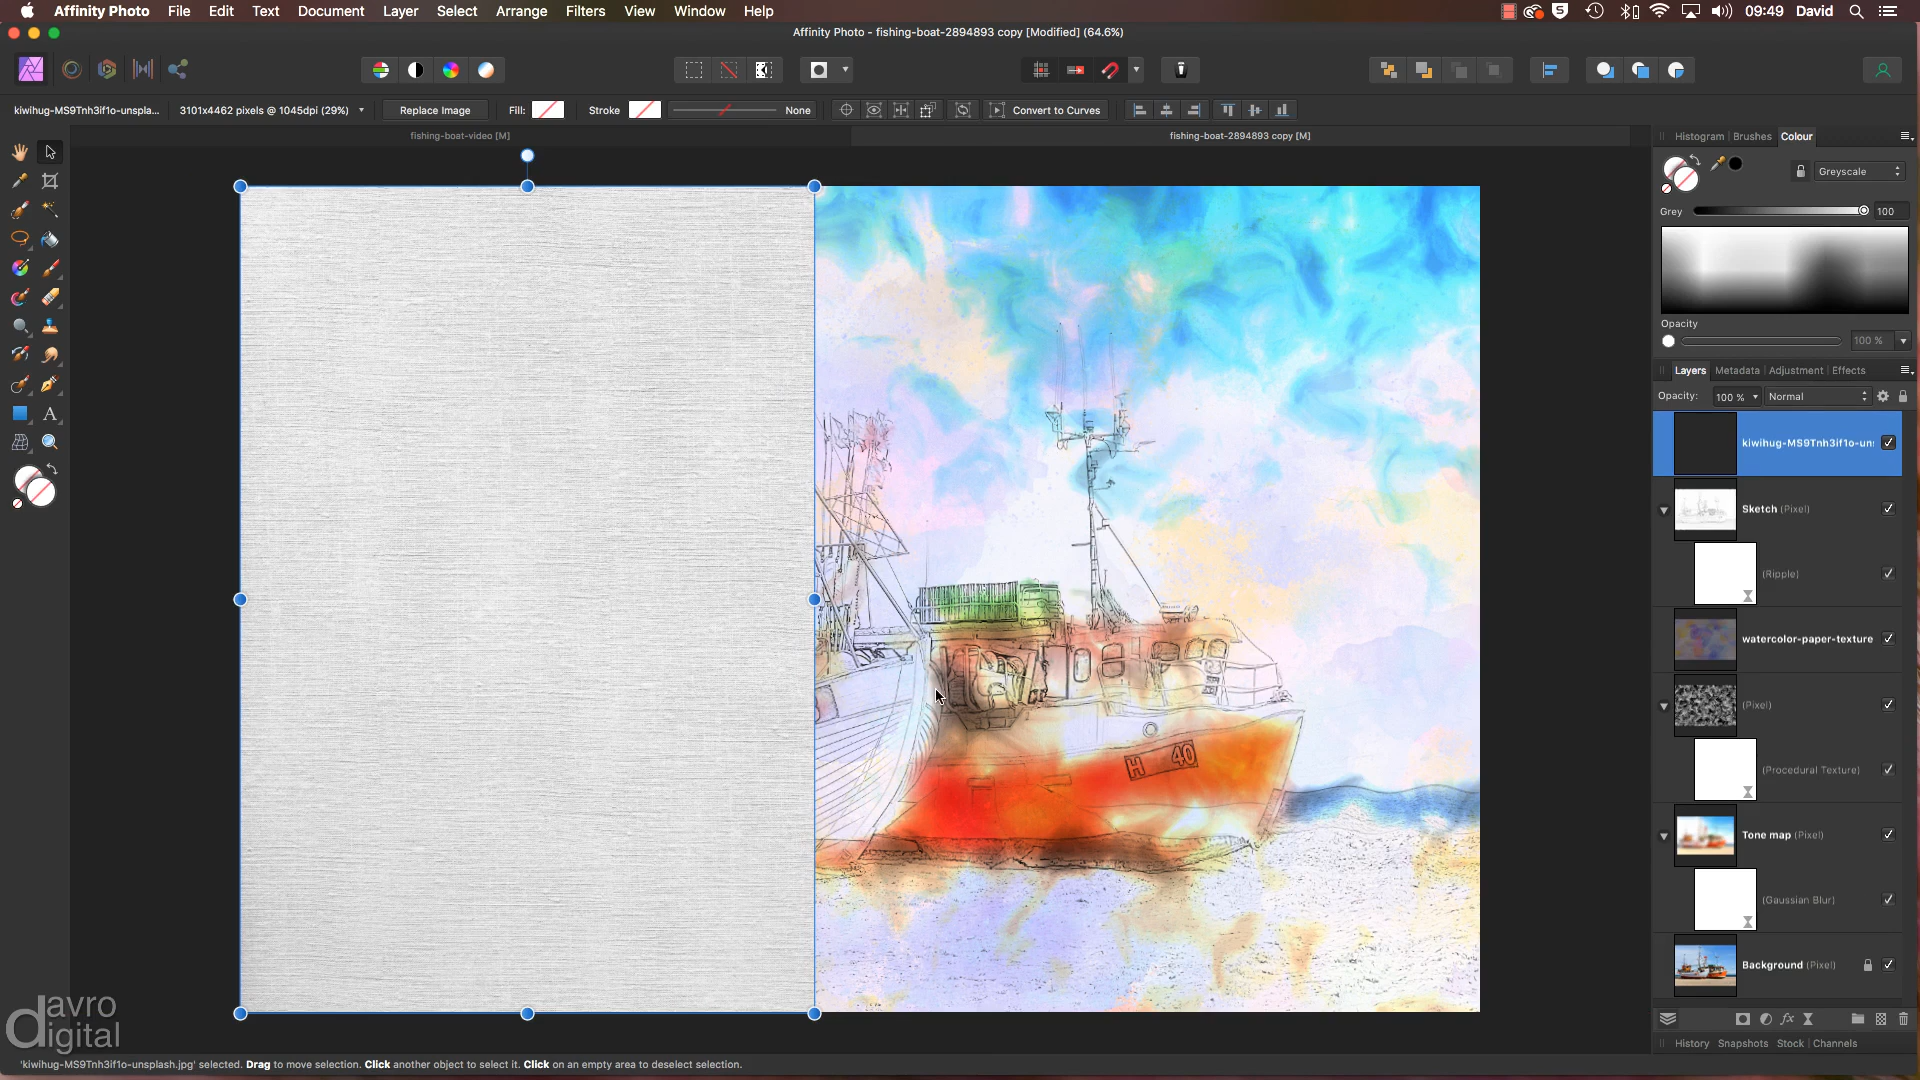 Affinity Photo File Edit Text Document Layer Select Arrange Filters View Window Help 09:49 David
Affinity Photo - fishing-boat-2894893 copy [Modified] (64.6%)
kiwihug-MS9Tnh3if1o-unspla... 3101x4462 pixels @ 1045dpi (29%) Replace Image Fill: Stroke None Convert to Curves
fishing-boat-video [M] fishing-boat-2894893 copy [M]
Histogram Brushes Colour
Greyscale
Grey 100
Opacity
100 %
Layers Metadata Adjustment Effects
Opacity: 100 % Normal
kiwihug-MS9Tnh3if1o-uns
Sketch (Pixel)
(Ripple)
watercolor-paper-texture
(Pixel)
(Procedural Texture)
Tone map (Pixel)
(Gaussian Blur)
Background (Pixel)
H 40
davro
digital
History Snapshots Stock Channels
'kiwihug-MS9Tnh3if1o-unsplash.jpg' selected. Drag to move selection. Click another object to select it. Click on an empty area to deselect selection.